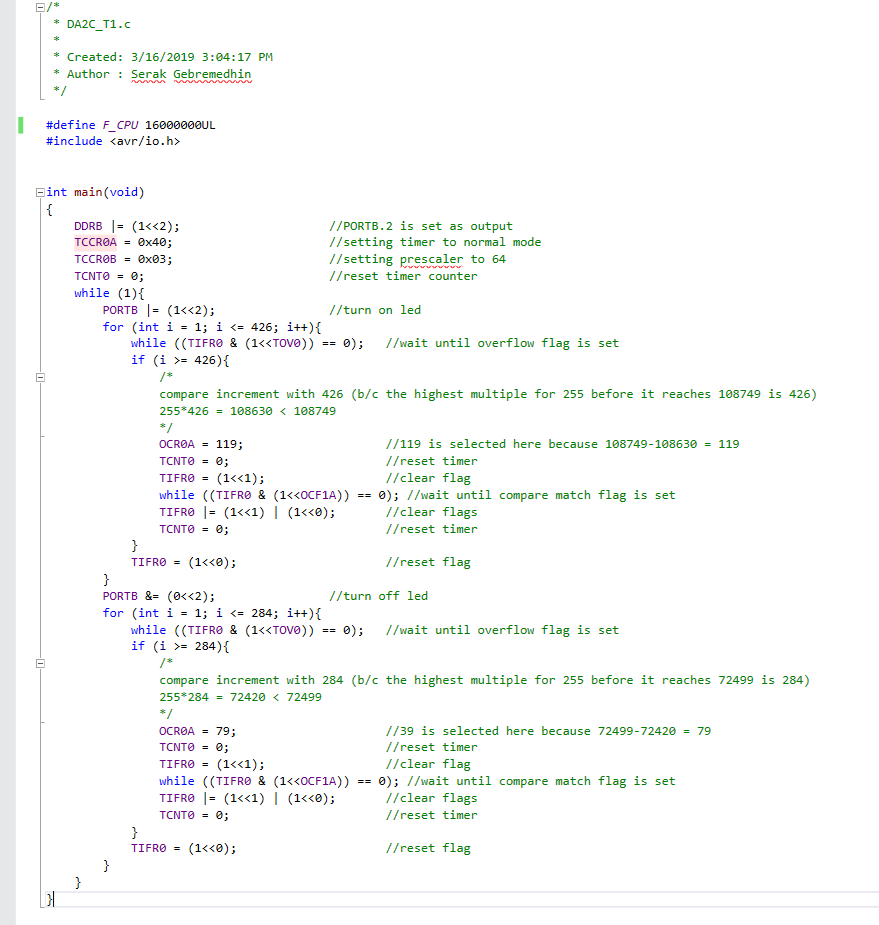 /*
 * DA2C_T1.c
 *
 * Created: 3/16/2019 3:04:17 PM
 * Author : Serak Gebremedhin
 */
#define F_CPU 16000000UL
#include <avr/io.h>
int main(void)
{
DDRB |= (1<<2); //PORTB.2 is set as output
TCCR0A = 0x40; //setting timer to normal mode
TCCR0B = 0x03; //setting prescaler to 64
TCNT0 = 0; //reset timer counter
while (1){
PORTB |= (1<<2); //turn on led
for (int i = 1; i <= 426; i++){
while ((TIFR0 & (1<<TOV0)) == 0); //wait until overflow flag is set
if (i >= 426){
/*
compare increment with 426 (b/c the highest multiple for 255 before it reaches 108749 is 426)
255*426 = 108630 < 108749
*/
OCR0A = 119; //119 is selected here because 108749-108630 = 119
TCNT0 = 0; //reset timer
TIFR0 = (1<<1); //clear flag
while ((TIFR0 & (1<<OCF1A)) == 0); //wait until compare match flag is set
TIFR0 |= (1<<1) | (1<<0); //clear flags
TCNT0 = 0; //reset timer
}
TIFR0 = (1<<0); //reset flag
}
PORTB &= (0<<2); //turn off led
for (int i = 1; i <= 284; i++){
while ((TIFR0 & (1<<TOV0)) == 0); //wait until overflow flag is set
if (i >= 284){
/*
compare increment with 284 (b/c the highest multiple for 255 before it reaches 72499 is 284)
255*284 = 72420 < 72499
*/
OCR0A = 79; //39 is selected here because 72499-72420 = 79
TCNT0 = 0; //reset timer
TIFR0 = (1<<1); //clear flag
while ((TIFR0 & (1<<OCF1A)) == 0); //wait until compare match flag is set
TIFR0 |= (1<<1) | (1<<0); //clear flags
TCNT0 = 0; //reset timer
}
TIFR0 = (1<<0); //reset flag
}
}
}